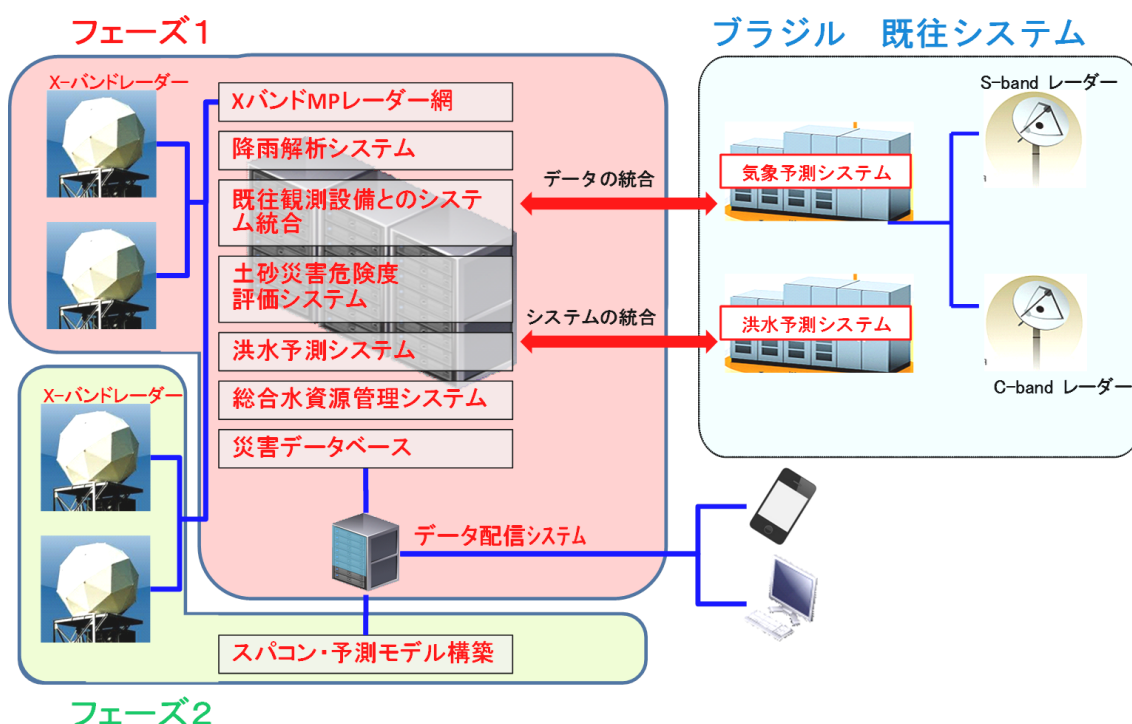 フェーズ1
ブラジル 既往システム
X-バンドレーダー
XバンドMPレーダー網
降雨解析システム
既往観測設備とのシステ
ム統合
土砂災害危険度
評価システム
洪水予測システム
総合水資源管理システム
災害データベース
データ配信システム
データの統合
システムの統合
S-band レーダー
気象予測システム
洪水予測システム
C-band レーダー
X-バンドレーダー
スパコン・予測モデル構築
フェーズ2